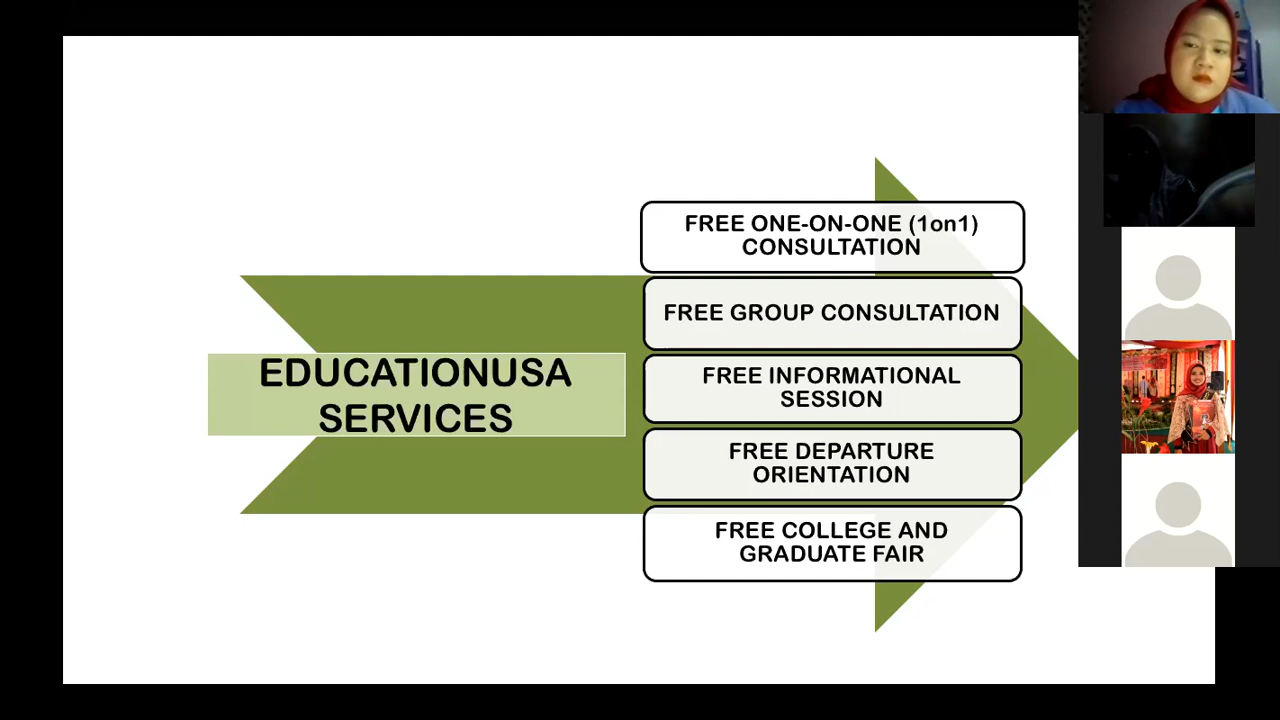 EDUCATIONUSA
SERVICES
FREE ONE-ON-ONE (1on1)
CONSULTATION
FREE GROUP CONSULTATION
FREE INFORMATIONAL
SESSION
FREE DEPARTURE
ORIENTATION
FREE COLLEGE AND
GRADUATE FAIR